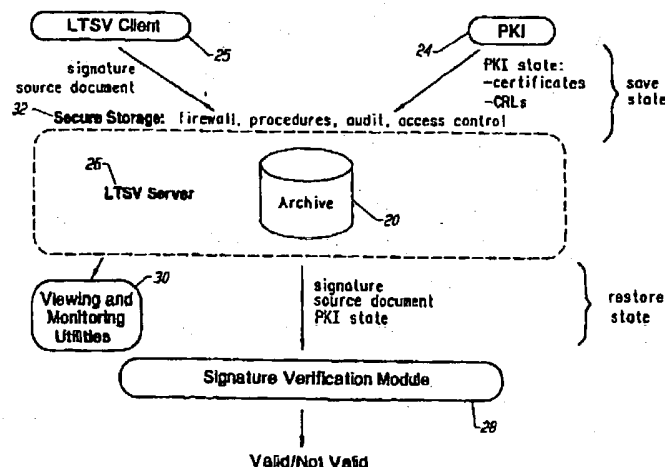 LTSV Client
25
24
PKI
signature
source document
PKI state:
-certificates
-CRLs
save
state
32
Secure Storage: firewall, procedures, audit, access control
26
LTSV Server
Archive
20
30
Viewing and
Monitoring
Utilities
signature
source document
PKI state
restore
state
Signature Verification Module
28
Valid/Not Valid